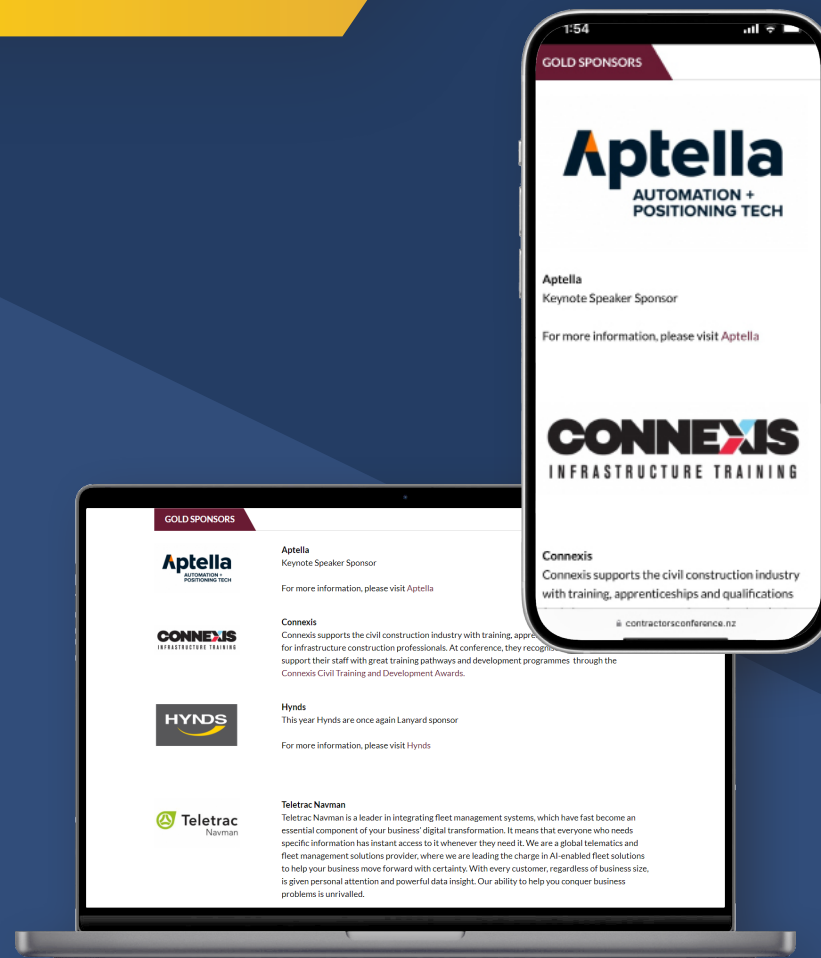 1:54
GOLD SPONSORS
Aptella
AUTOMATION +
POSITIONING TECH
Aptella
Keynote Speaker Sponsor
For more information, please visit Aptella
CONNEXIS
INFRASTRUCTURE TRAINING
Connexis
Connexis supports the civil construction industry
with training, apprenticeships and qualifications
contractorsconference.nz
GOLD SPONSORS
Aptella
AUTOMATION +
POSITIONING TECH
Aptella
Keynote Speaker Sponsor
For more information, please visit Aptella
CONNEXIS
INFRASTRUCTURE TRAINING
Connexis
Connexis supports the civil construction industry with training,
for infrastructure construction professionals. At conference, they
support their staff with great training pathways and development programmes through the
Connexis Civil Training and Development Awards.
HYNDS
Hynds
This year Hynds are once again Lanyard sponsor
For more information, please visit Hynds
Teletrac
Navman
Teletrac Navman
Teletrac Navman is a leader in integrating fleet management systems, which have fast become an
essential component of your business' digital transformation. It means that everyone who needs
specific information has instant access to it whenever they need it. We are a global telematics and
fleet management solutions provider, where we are leading the charge in AI-enabled fleet solutions
to help your business move forward with certainty. With every customer, regardless of business size,
is given personal attention and powerful data insight. Our ability to help you conquer business
problems is unrivalled.